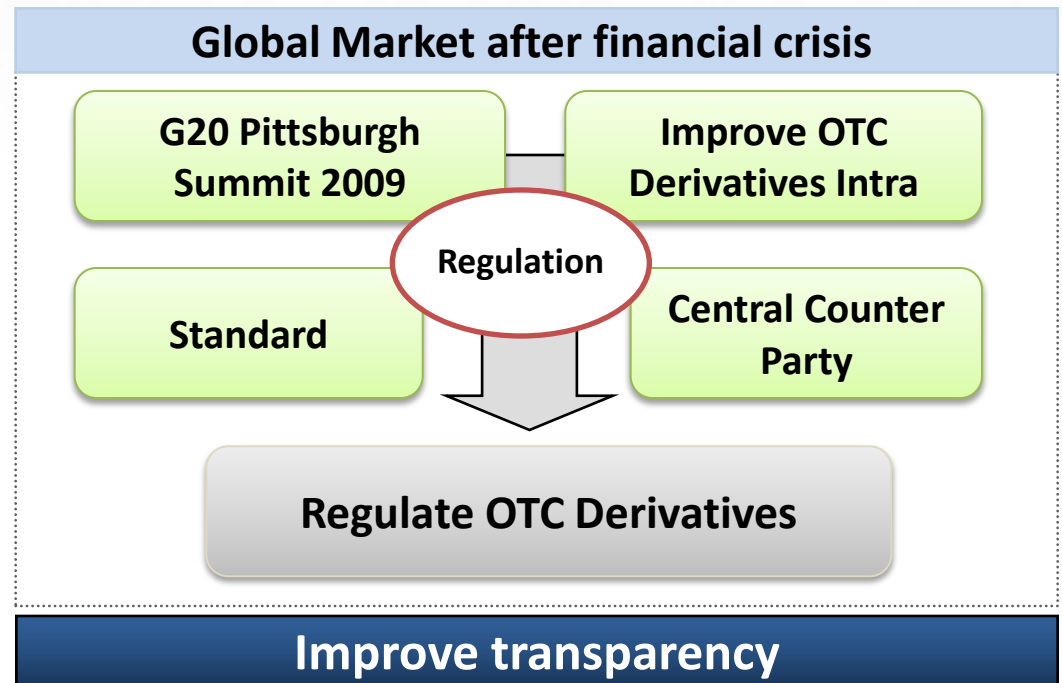 Global Market after financial crisis
G20 Pittsburgh
Summit 2009
Improve OTC
Derivatives Intra
Regulation
Standard
Central Counter
Party
Regulate OTC Derivatives
Improve transparency